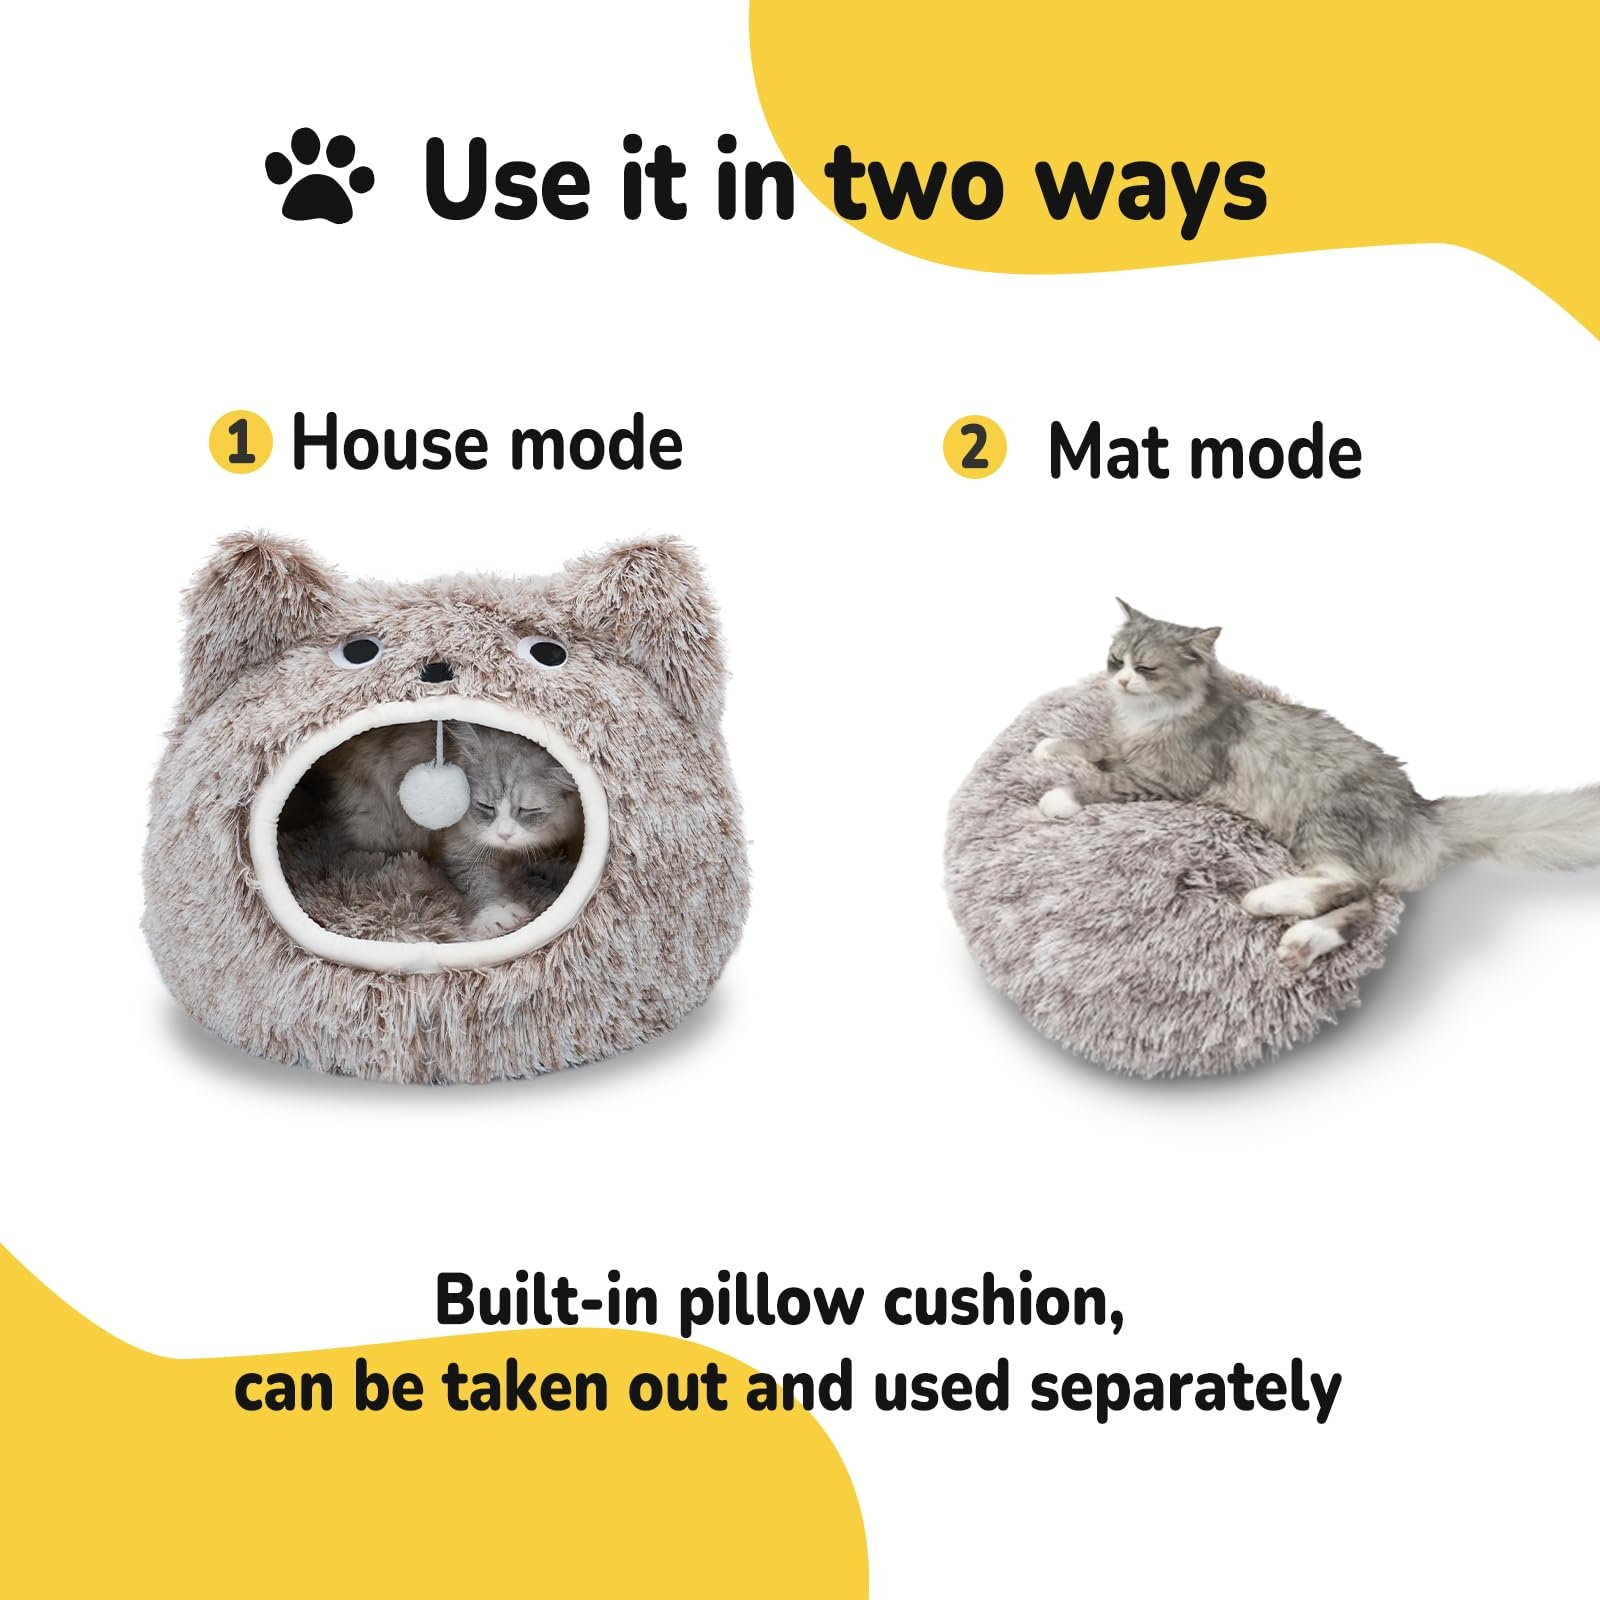 Use it in two ways
1 House mode
2 Mat mode
Built-in pillow cushion,
can be taken out and used separately